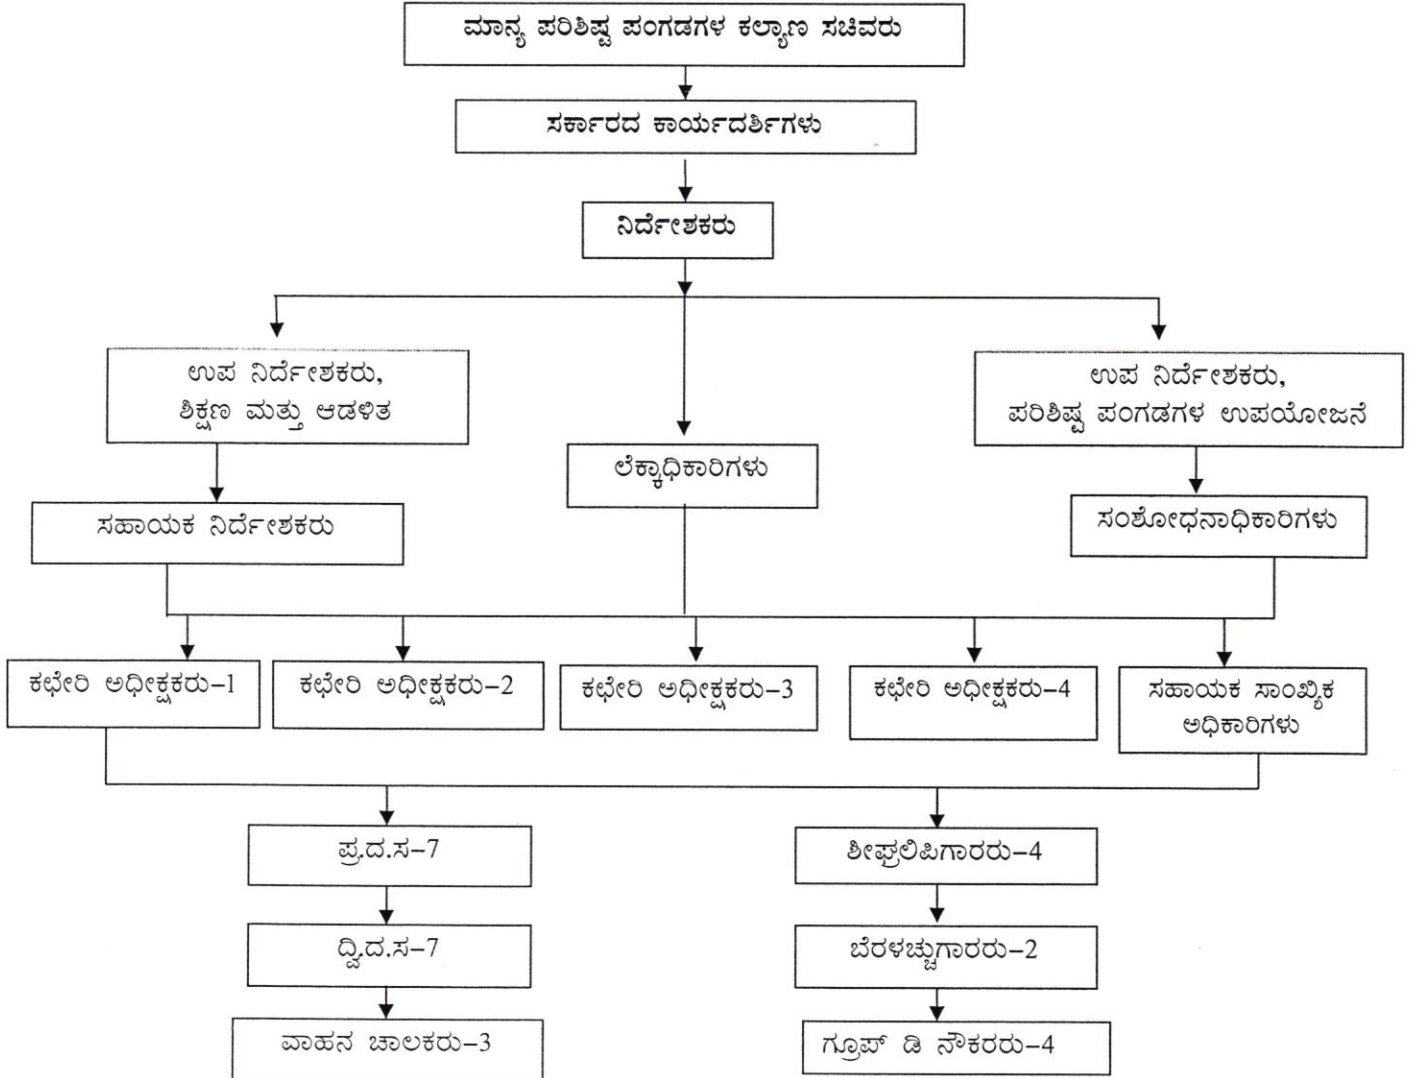 ಮಾನ್ಯ ಪರಿಶಿಷ್ಟ ಪಂಗಡಗಳ ಕಲ್ಯಾಣ ಸಚಿವರು
ಸರ್ಕಾರದ ಕಾರ್ಯದರ್ಶಿಗಳು
ನಿರ್ದೇಶಕರು
ಉಪ ನಿರ್ದೇಶಕರು,
ಶಿಕ್ಷಣ ಮತ್ತು ಆಡಳಿತ
ಉಪ ನಿರ್ದೇಶಕರು,
ಪರಿಶಿಷ್ಟ ಪಂಗಡಗಳ ಉಪಯೋಜನೆ
ಲೆಕ್ಕಾಧಿಕಾರಿಗಳು
ಸಹಾಯಕ ನಿರ್ದೇಶಕರು
ಸಂಶೋಧನಾಧಿಕಾರಿಗಳು
ಕಛೇರಿ ಅಧೀಕ್ಷಕರು–1
ಕಛೇರಿ ಅಧೀಕ್ಷಕರು–2
ಕಛೇರಿ ಅಧೀಕ್ಷಕರು–3
ಕಛೇರಿ ಅಧೀಕ್ಷಕರು–4
ಸಹಾಯಕ ಸಾಂಖ್ಯಿಕ
ಅಧಿಕಾರಿಗಳು
ಪ್ರ.ದ.ಸ–7
ಶೀಘ್ರಲಿಪಿಗಾರರು–4
ದ್ವಿ.ದ.ಸ–7
ಬೆರಳಚ್ಚುಗಾರರು–2
ವಾಹನ ಚಾಲಕರು–3
ಗ್ರೂಪ್ ಡಿ ನೌಕರರು–4